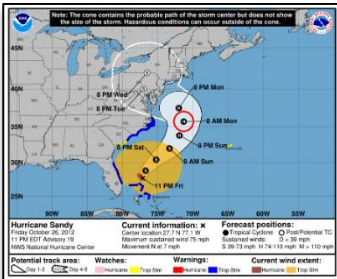 Note: The cone contains the probable path of the storm center but does not show
the size of the storm. Hazardous conditions can occur outside of the cone.
45N
40N
35N
30N
25N
8 PM Mon
8 PM Wed
8 PM Tue
8 AM Mon
8 PM Sun
8 PM Sat
8 AM Sun
11 PM Fri
85W
80W
75W
70W
65W
60W
Hurricane Sandy
Friday October 26, 2012
11 PM EDT Advisory 19
NWS National Hurricane Center
Current information: x
Center location 27.7 N 77.1 W
Maximum sustained wind 75 mph
Movement N at 7 mph
Forecast positions:
Tropical Cyclone Post/Potential TC
Sustained winds: D < 39 mph
S 39-73 mph H 74-110 mph M > 110 mph
Potential track area: Watches: Warnings: Current wind extent:
Day 1-3 Day 4-5 Hurricane Trop Stm Hurricane Trop Stm Hurricane Trop Stm